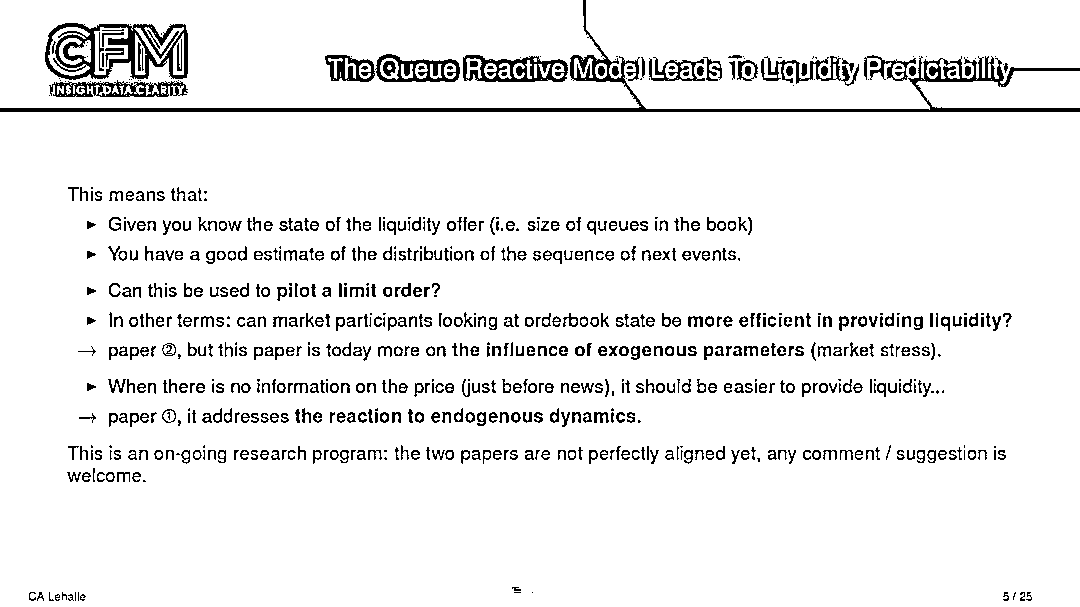 CFM
INSIGHT.DATA.CLARITY.
The Queue Reactive Model Leads To Liquidity Predictability
This means that:
► Given you know the state of the liquidity offer (i.e. size of queues in the book)
► You have a good estimate of the distribution of the sequence of next events.
► Can this be used to pilot a limit order?
► In other terms: can market participants looking at orderbook state be more efficient in providing liquidity?
→ paper ②, but this paper is today more on the influence of exogenous parameters (market stress).
► When there is no information on the price (just before news), it should be easier to provide liquidity...
→ paper ①, it addresses the reaction to endogenous dynamics.
This is an on-going research program: the two papers are not perfectly aligned yet, any comment / suggestion is
welcome.
CA Lehalle
5 / 25